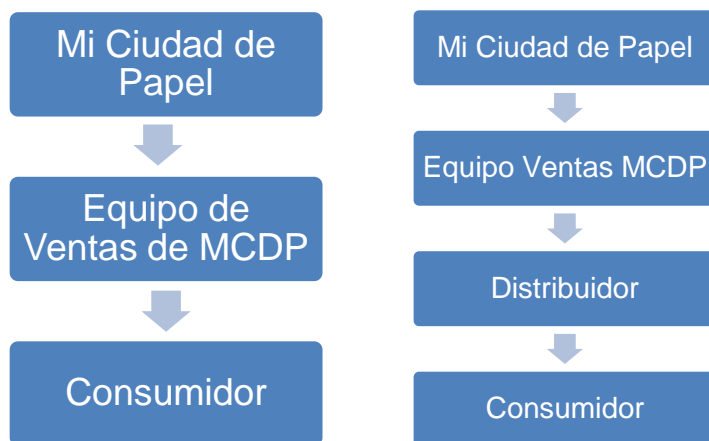 Mi Ciudad de
Papel
Equipo de
Ventas de MCDP
Consumidor
Mi Ciudad de Papel
Equipo Ventas MCDP
Distribuidor
Consumidor